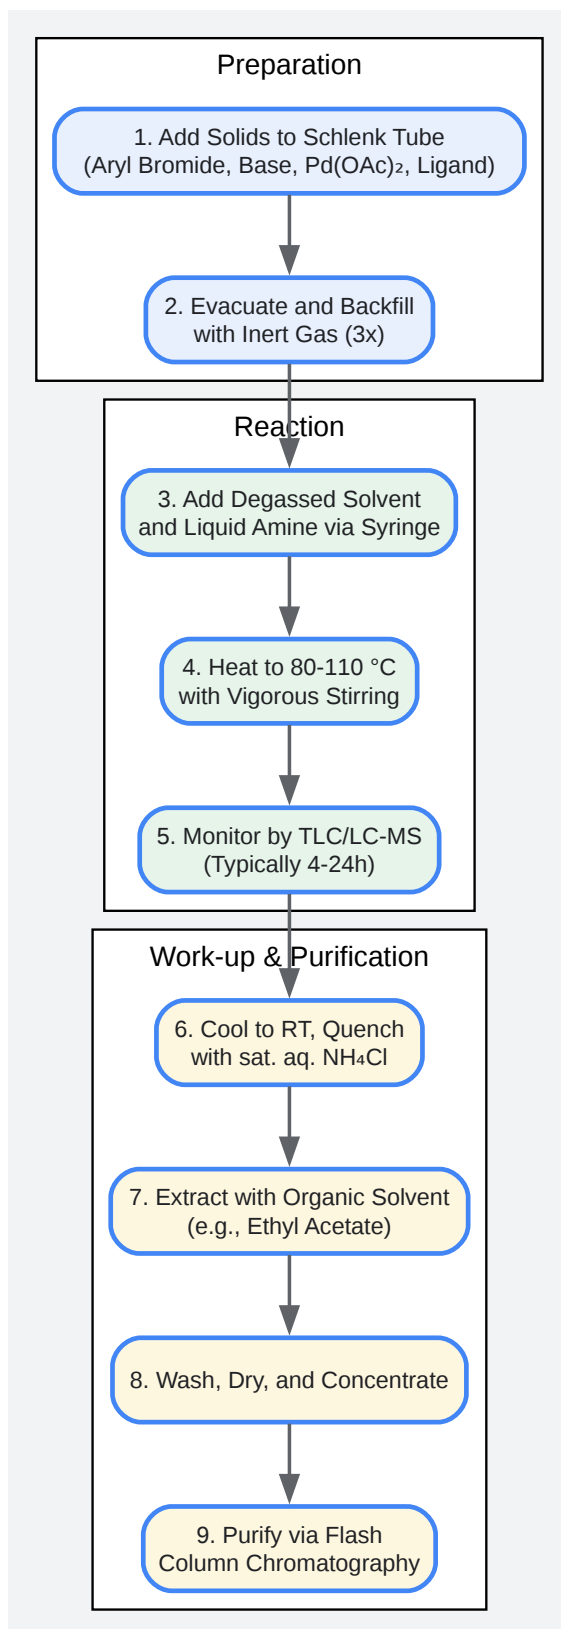 Preparation
1. Add Solids to Schlenk Tube
(Aryl Bromide, Base, Pd(OAc)₂, Ligand)
2. Evacuate and Backfill
with Inert Gas (3x)
Reaction
3. Add Degassed Solvent
and Liquid Amine via Syringe
4. Heat to 80-110 °C
with Vigorous Stirring
5. Monitor by TLC/LC-MS
(Typically 4-24h)
Work-up & Purification
6. Cool to RT, Quench
with sat. aq. NH₄Cl
7. Extract with Organic Solvent
(e.g., Ethyl Acetate)
8. Wash, Dry, and Concentrate
9. Purify via Flash
Column Chromatography